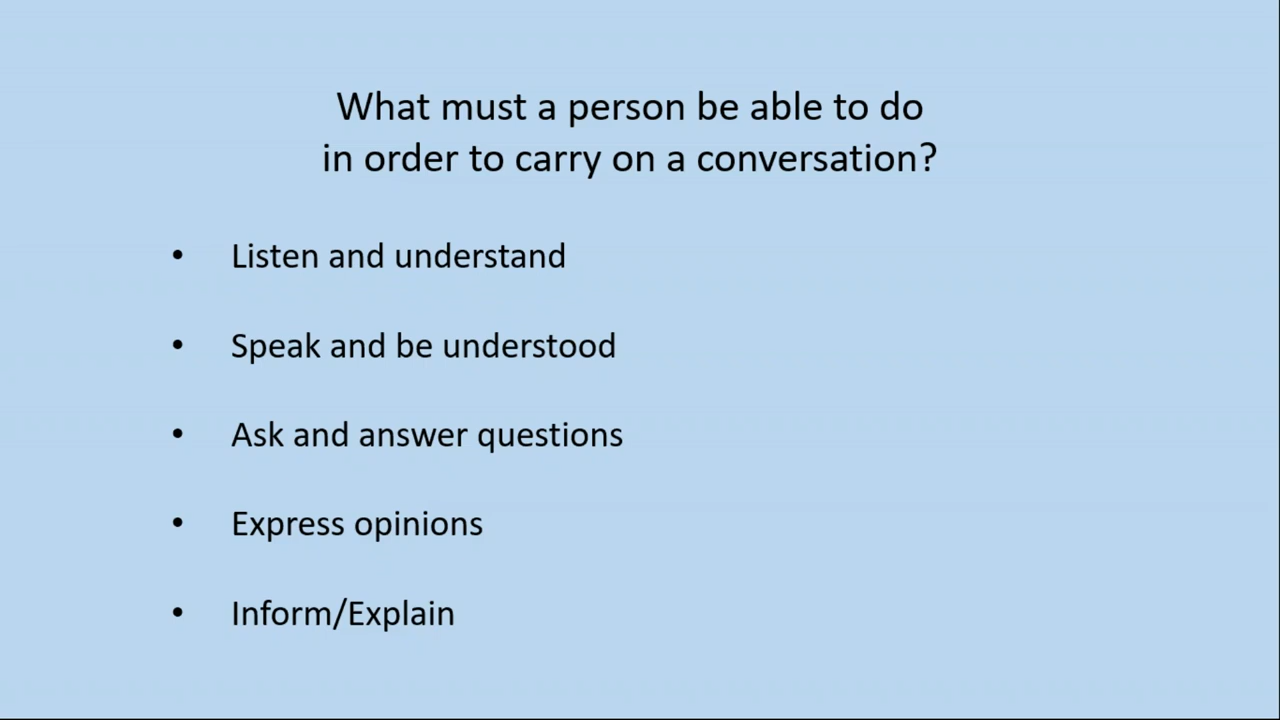 What must a person be able to do
in order to carry on a conversation?
• Listen and understand
• Speak and be understood
• Ask and answer questions
• Express opinions
• Inform/Explain